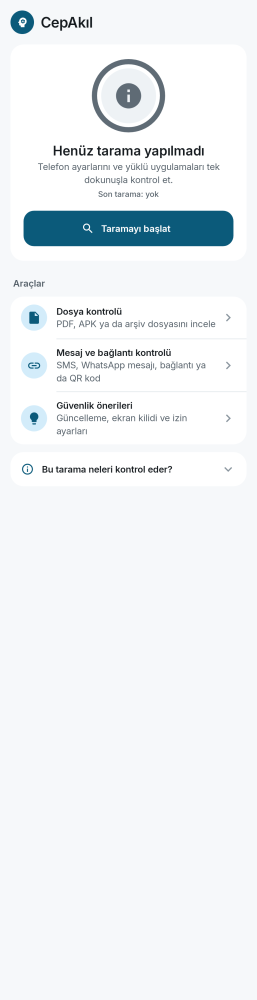 CepAkıl
Henüz tarama yapılmadı
Telefon ayarlarını ve yüklü uygulamaları tek
dokunuşla kontrol et.
Son tarama: yok
Taramayı başlat
Araçlar
Dosya kontrolü
PDF, APK ya da arşiv dosyasını incele
Mesaj ve bağlantı kontrolü
SMS, WhatsApp mesajı, bağlantı ya
da QR kod
Güvenlik önerileri
Güncelleme, ekran kilidi ve izin
ayarları
Bu tarama neleri kontrol eder?